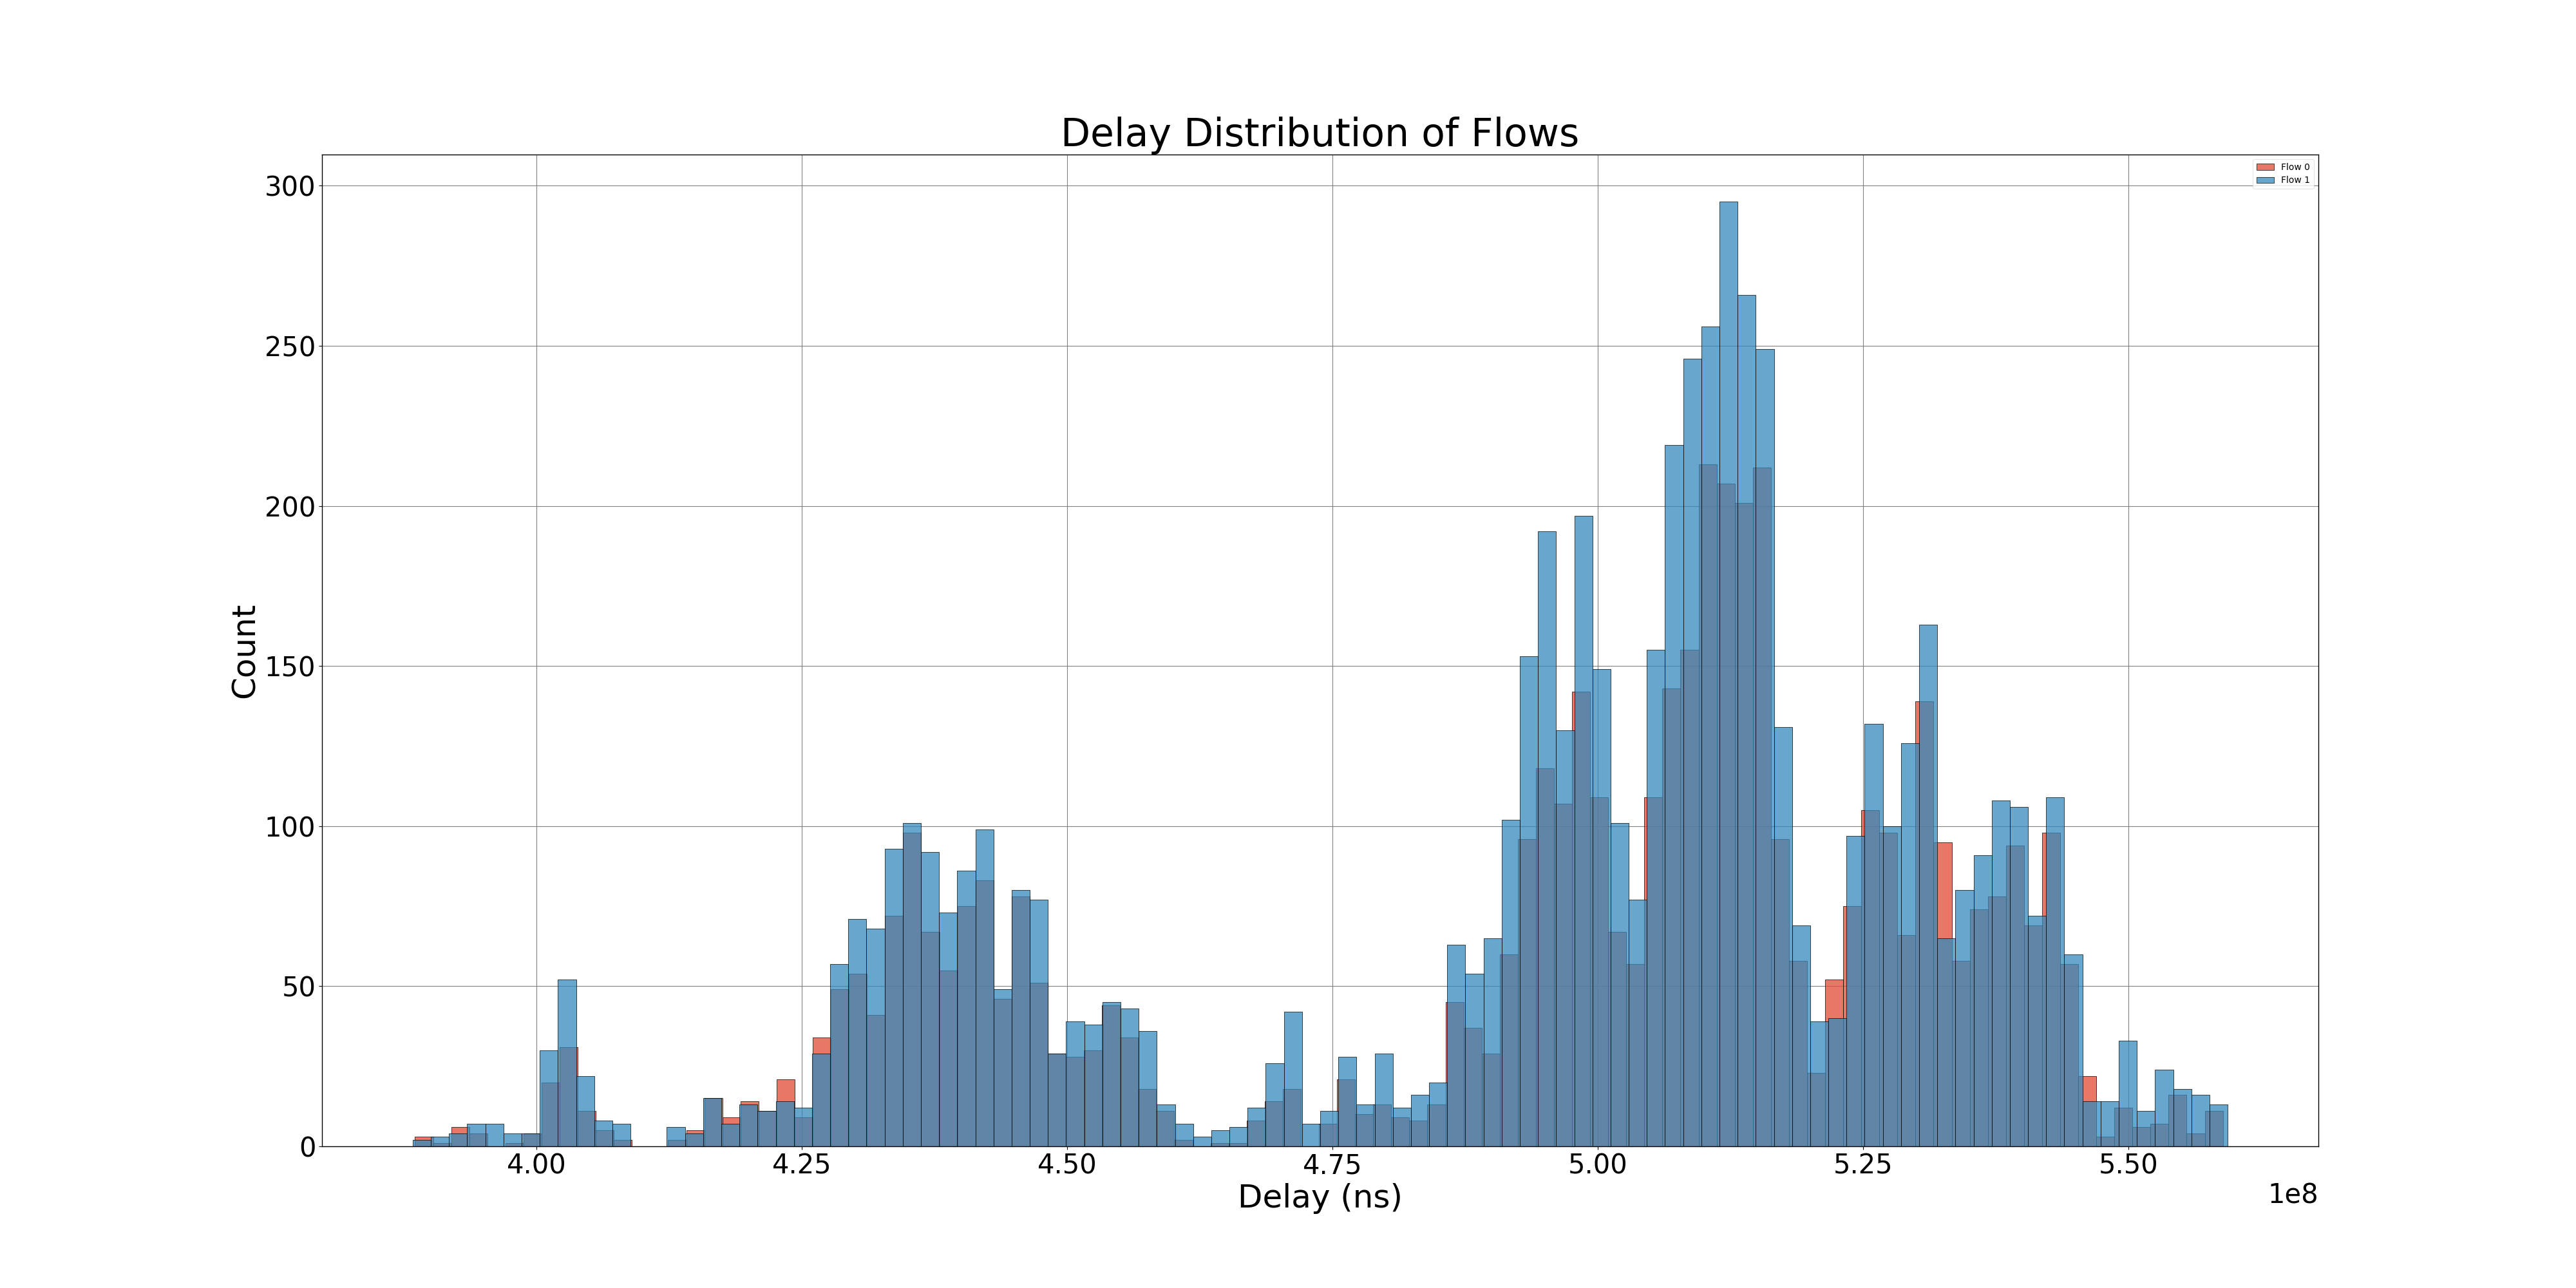 Delay Distribution of Flows
Flow 0
Flow 1
300
250
200
150
100
50
0
Count
4.00 4.25 4.50 4.75 5.00 5.25 5.50
Delay (ns)
1e8